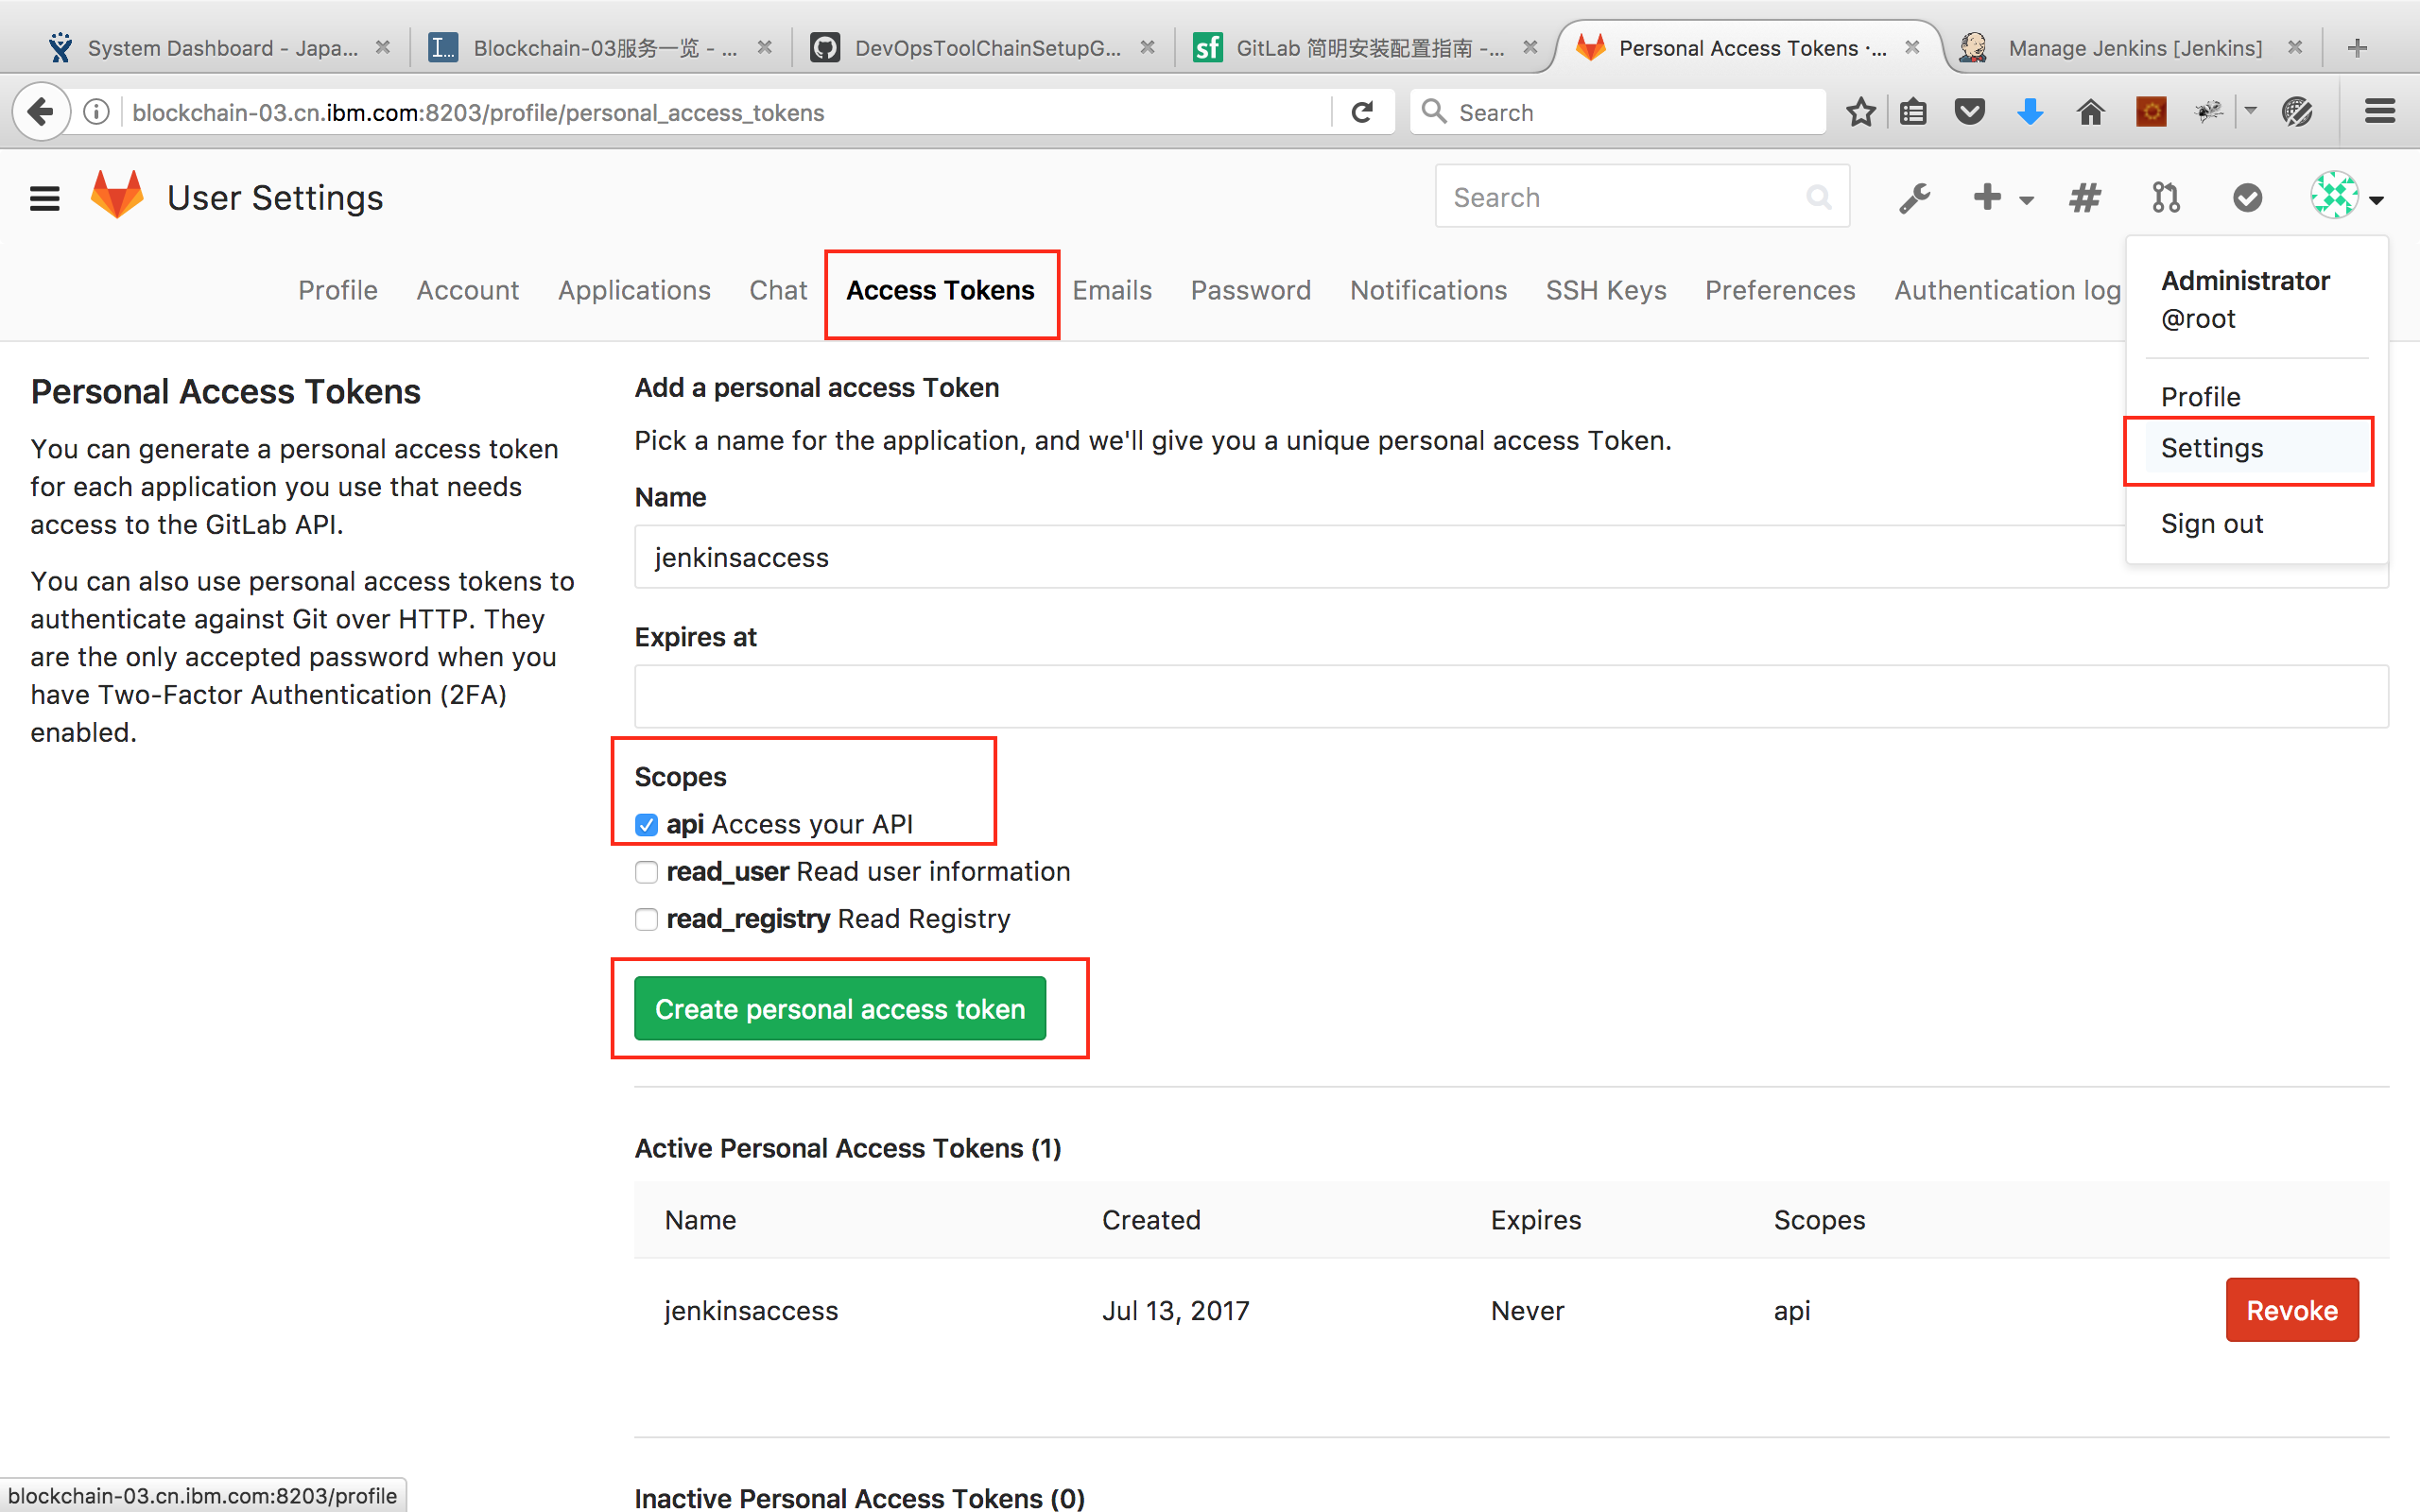 System Dashboard - Japa...
Blockchain-03服务一览 - ...
DevOpsToolChainSetupG...
sf
GitLab 简明安装配置指南 -...
Personal Access Tokens ·...
Manage Jenkins [Jenkins]
blockchain-03.cn.ibm.com:8203/profile/personal_access_tokens
Search
User Settings
Search
Profile
Account
Applications
Chat
Access Tokens
Emails
Password
Notifications
SSH Keys
Preferences
Authentication log
Administrator
@root
Profile
Settings
Sign out
Personal Access Tokens
You can generate a personal access token
for each application you use that needs
access to the GitLab API.
You can also use personal access tokens to
authenticate against Git over HTTP. They
are the only accepted password when you
have Two-Factor Authentication (2FA)
enabled.
Add a personal access Token
Pick a name for the application, and we'll give you a unique personal access Token.
Name
jenkinsaccess
Expires at
Scopes
api Access your API
read_user Read user information
read_registry Read Registry
Create personal access token
Active Personal Access Tokens (1)
Name Created Expires Scopes
jenkinsaccess Jul 13, 2017 Never api Revoke
Inactive Personal Access Tokens (0)
blockchain-03.cn.ibm.com:8203/profile